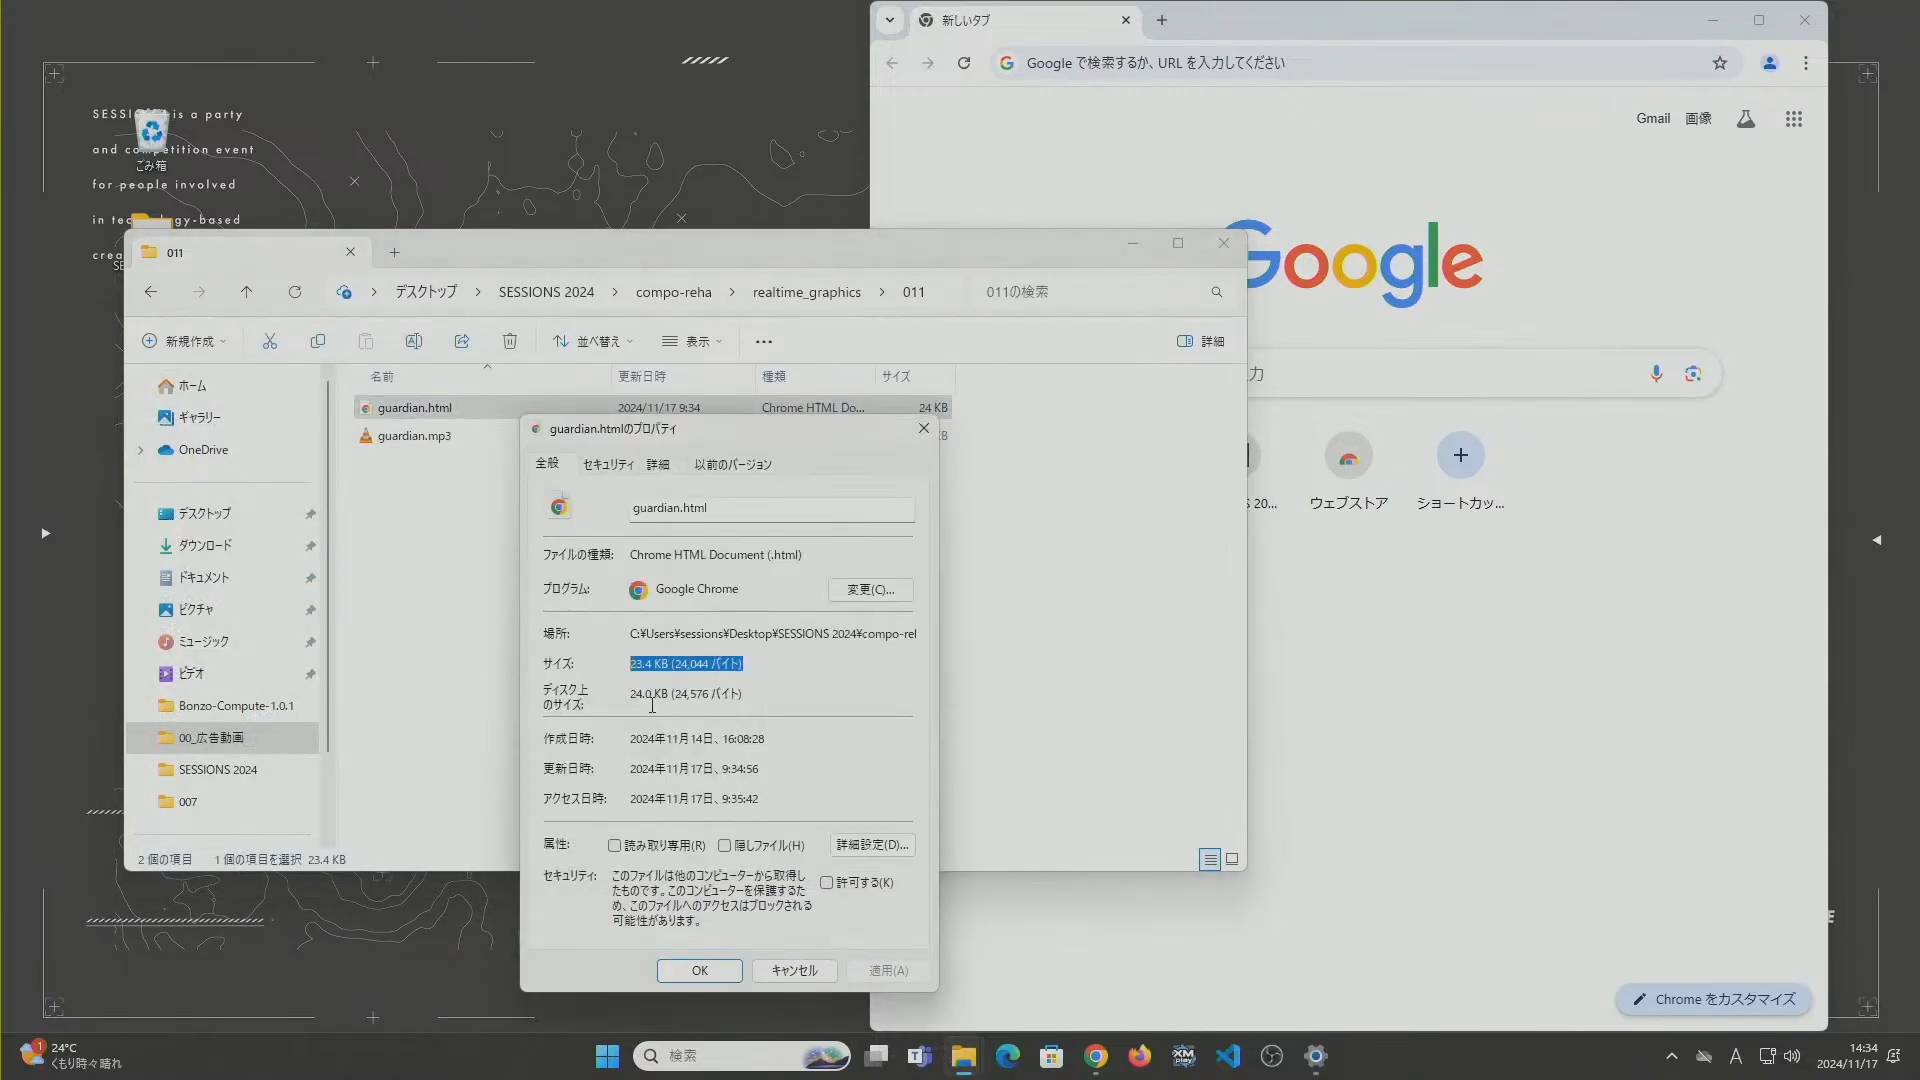 SESSI is a party
and competition event
for people involved
in tec gy-based
crea
ごみ箱
SE
新しいタブ
Google で検索するか、URL を入力してください
Gmail
画像
Google
力
S 20...
ウェブストア
ショートカッ...
Chrome をカスタマイズ
E
011
デスクトップ
SESSIONS 2024
compo-reha
realtime_graphics
011
011の検索
新規作成
並べ替え
表示
詳細
名前
更新日時
種類
サイズ
guardian.html
2024/11/17 9:34
Chrome HTML Do...
24 KB
guardian.mp3
KB
ホーム
ギャラリー
OneDrive
デスクトップ
ダウンロード
ドキュメント
ピクチャ
ミュージック
ビデオ
Bonzo-Compute-1.0.1
00_広告動画
SESSIONS 2024
007
2 個の項目
1 個の項目を選択 23.4 KB
guardian.htmlのプロパティ
全般
セキュリティ
詳細
以前のバージョン
guardian.html
ファイルの種類:
Chrome HTML Document (.html)
プログラム:
Google Chrome
変更(C)...
場所:
C:¥Users¥sessions¥Desktop¥SESSIONS 2024¥compo-rel
サイズ:
23.4 KB (24,044 バイト)
ディスク上
のサイズ:
24.0 KB (24,576 バイト)
作成日時:
2024年11月14日、16:08:28
更新日時:
2024年11月17日、9:34:56
アクセス日時:
2024年11月17日、9:35:42
属性:
読み取り専用(R)
隠しファイル(H)
詳細設定(D)...
セキュリティ:
このファイルは他のコンピューターから取得し
たものです。このコンピューターを保護するた
め、このファイルへのアクセスはブロックされる
可能性があります。
許可する(K)
OK
キャンセル
適用(A)
1
24°C
くもり時々晴れ
検索
XM
play
A
14:34
2024/11/17